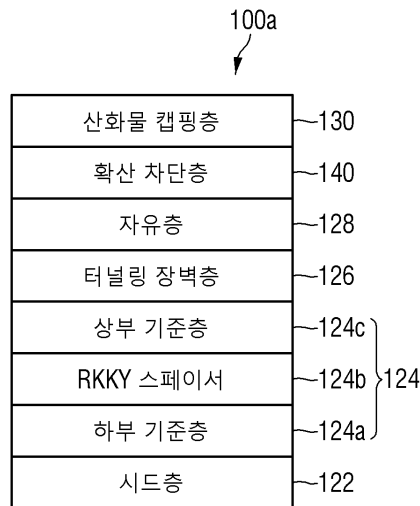 100a
산화물 캡핑층 130
확산 차단층 140
자유층 128
터널링 장벽층 126
상부 기준층 124c
RKKY 스페이서 124b 124
하부 기준층 124a
시드층 122